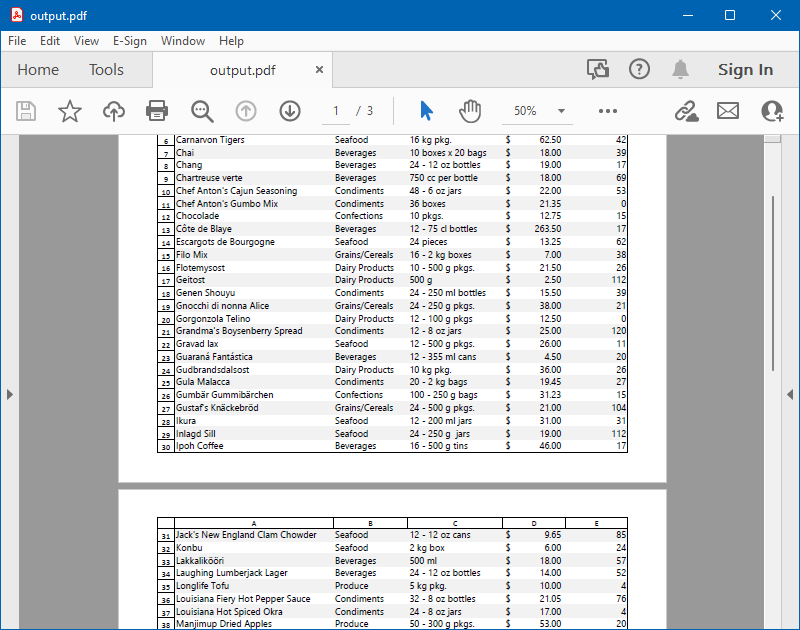 output.pdf
File Edit View E-Sign Window Help
Home Tools output.pdf × Sign In
1 / 3 50%
6 Carnarvon Tigers Seafood 16 kg pkg. $ 62.50 42
7 Chai Beverages 10 boxes x 20 bags $ 18.00 39
8 Chang Beverages 24 - 12 oz bottles $ 19.00 17
9 Chartreuse verte Beverages 750 cc per bottle $ 18.00 69
10 Chef Anton's Cajun Seasoning Condiments 48 - 6 oz jars $ 22.00 53
11 Chef Anton's Gumbo Mix Condiments 36 boxes $ 21.35 0
12 Chocolade Confections 10 pkgs. $ 12.75 15
13 Côte de Blaye Beverages 12 - 75 cl bottles $ 263.50 17
14 Escargots de Bourgogne Seafood 24 pieces $ 13.25 62
15 Filo Mix Grains/Cereals 16 - 2 kg boxes $ 7.00 38
16 Flotemysost Dairy Products 10 - 500 g pkgs. $ 21.50 26
17 Geitost Dairy Products 500 g $ 2.50 112
18 Genen Shouyu Condiments 24 - 250 ml bottles $ 15.50 39
19 Gnocchi di nonna Alice Grains/Cereals 24 - 250 g pkgs. $ 38.00 21
20 Gorgonzola Telino Dairy Products 12 - 100 g pkgs $ 12.50 0
21 Grandma's Boysenberry Spread Condiments 12 - 8 oz jars $ 25.00 120
22 Gravad lax Seafood 12 - 500 g pkgs. $ 26.00 11
23 Guaraná Fantástica Beverages 12 - 355 ml cans $ 4.50 20
24 Gudbrandsdalsost Dairy Products 10 kg pkg. $ 36.00 26
25 Gula Malacca Condiments 20 - 2 kg bags $ 19.45 27
26 Gumbär Gummibärchen Confections 100 - 250 g bags $ 31.23 15
27 Gustaf's Knäckebröd Grains/Cereals 24 - 500 g pkgs. $ 21.00 104
28 Ikura Seafood 12 - 200 ml jars $ 31.00 31
29 Inlagd Sill Seafood 24 - 250 g jars $ 19.00 112
30 Ipoh Coffee Beverages 16 - 500 g tins $ 46.00 17
A B C D E
31 Jack's New England Clam Chowder Seafood 12 - 12 oz cans $ 9.65 85
32 Konbu Seafood 2 kg box $ 6.00 24
33 Lakkalikööri Beverages 500 ml $ 18.00 57
34 Laughing Lumberjack Lager Beverages 24 - 12 oz bottles $ 14.00 52
35 Longlife Tofu Produce 5 kg pkg. $ 10.00 4
36 Louisiana Fiery Hot Pepper Sauce Condiments 32 - 8 oz bottles $ 21.05 76
37 Louisiana Hot Spiced Okra Condiments 24 - 8 oz jars $ 17.00 4
38 Manjimup Dried Apples Produce 50 - 300 g pkgs. $ 53.00 20